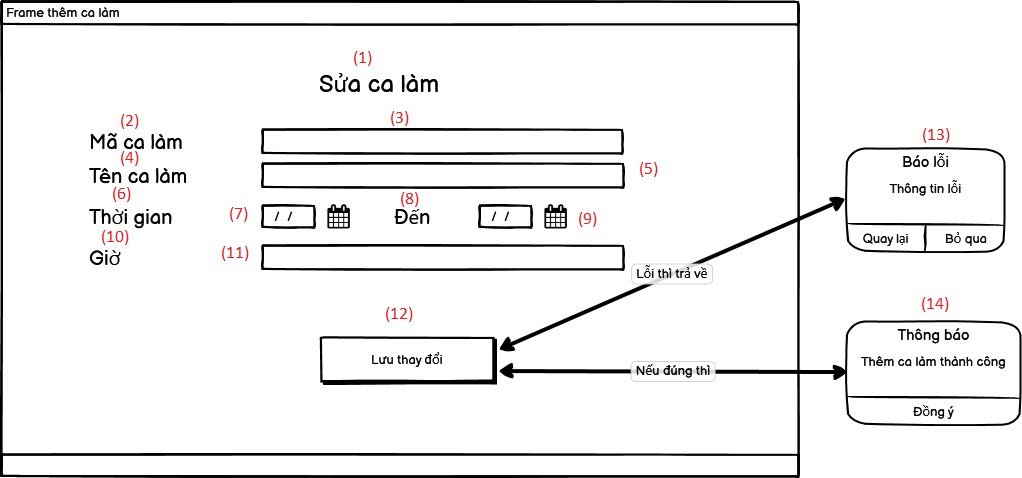 Frame thêm ca làm
(1)
Sửa ca làm
(2)
(3)
Mã ca làm
(4)
Tên ca làm
(5)
(6)
(8)
Thời gian
(7)
/ /
Đến
/ /
(9)
(10)
Giờ
(11)
(12)
Lưu thay đổi
Lỗi thì trả về
Nếu đúng thì
(13)
Báo lỗi
Thông tin lỗi
Quay lại
Bỏ qua
(14)
Thông báo
Thêm ca làm thành công
Đồng ý